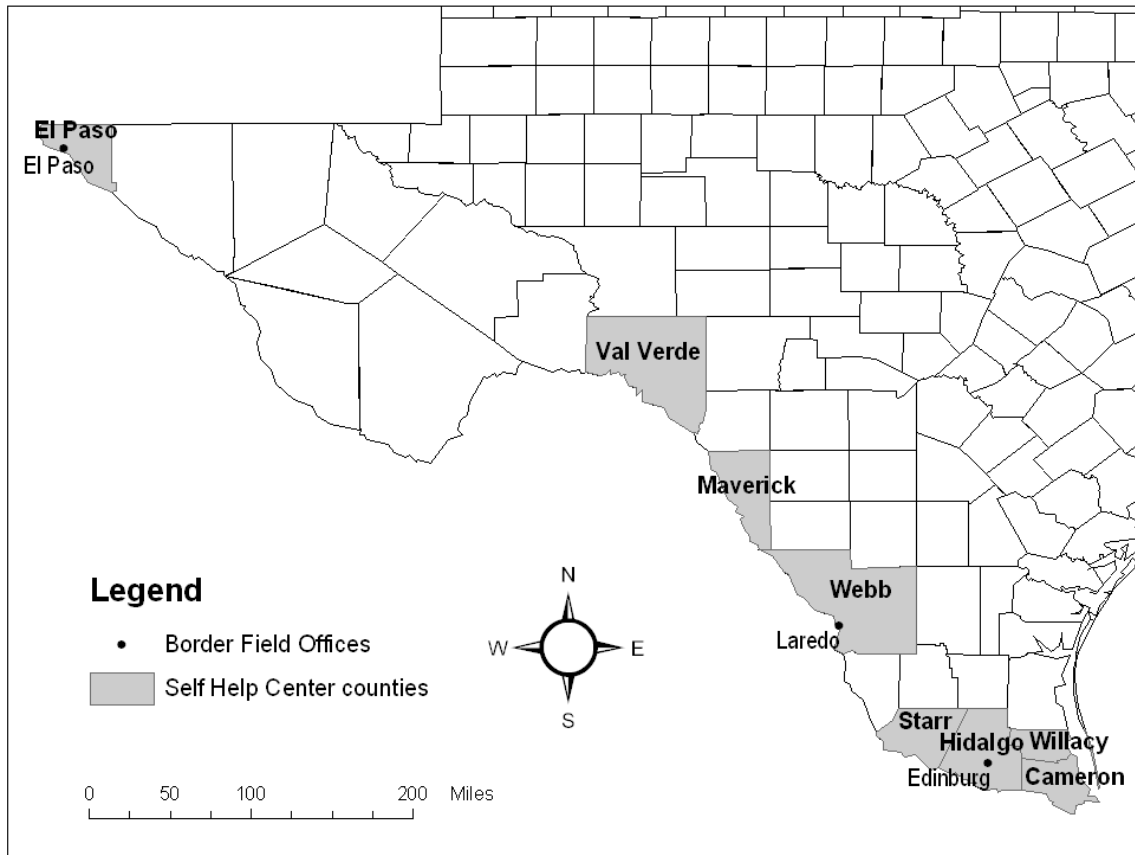 El Paso
El Paso
Val Verde
Maverick
Webb
Laredo
Starr
Hidalgo Willacy
Edinburg Cameron
Legend
Border Field Offices
Self Help Center counties
N
W E
S
0 50 100 200 Miles